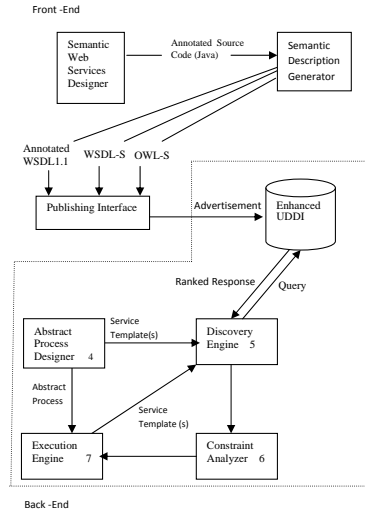 Front -End
Semantic
Web
Services
Designer
Annotated Source
Code (Java)
Semantic
Description
Generator
Annotated
WSDL1.1
WSDL-S
OWL-S
Publishing Interface
Advertisement
Enhanced
UDDI
Ranked Response
Query
Abstract
Process
Designer 4
Service
Template(s)
Discovery
Engine 5
Abstract
Process
Service
Template (s)
Execution
Engine 7
Constraint
Analyzer 6
Back -End